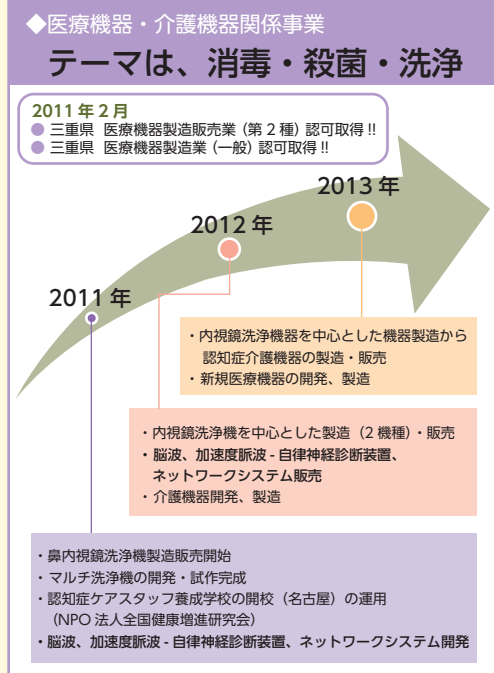 ◆医療機器・介護機器関係事業
テーマは、消毒・殺菌・洗浄
2011年2月
● 三重県 医療機器製造販売業(第2種)認可取得!!
● 三重県 医療機器製造業(一般)認可取得!!
2013年
2012年
2011年
・内視鏡洗浄機器を中心とした機器製造から
認知症介護機器の製造・販売
・新規医療機器の開発、製造
・内視鏡洗浄機を中心とした製造(2機種)・販売
・脳波、加速度脈波-自律神経診断装置、
ネットワークシステム販売
・介護機器開発、製造
・鼻内視鏡洗浄機製造販売開始
・マルチ洗浄機の開発・試作完成
・認知症ケアスタッフ養成学校の開校(名古屋)の運用
(NPO法人全国健康増進研究会)
・脳波、加速度脈波-自律神経診断装置、ネットワークシステム開発